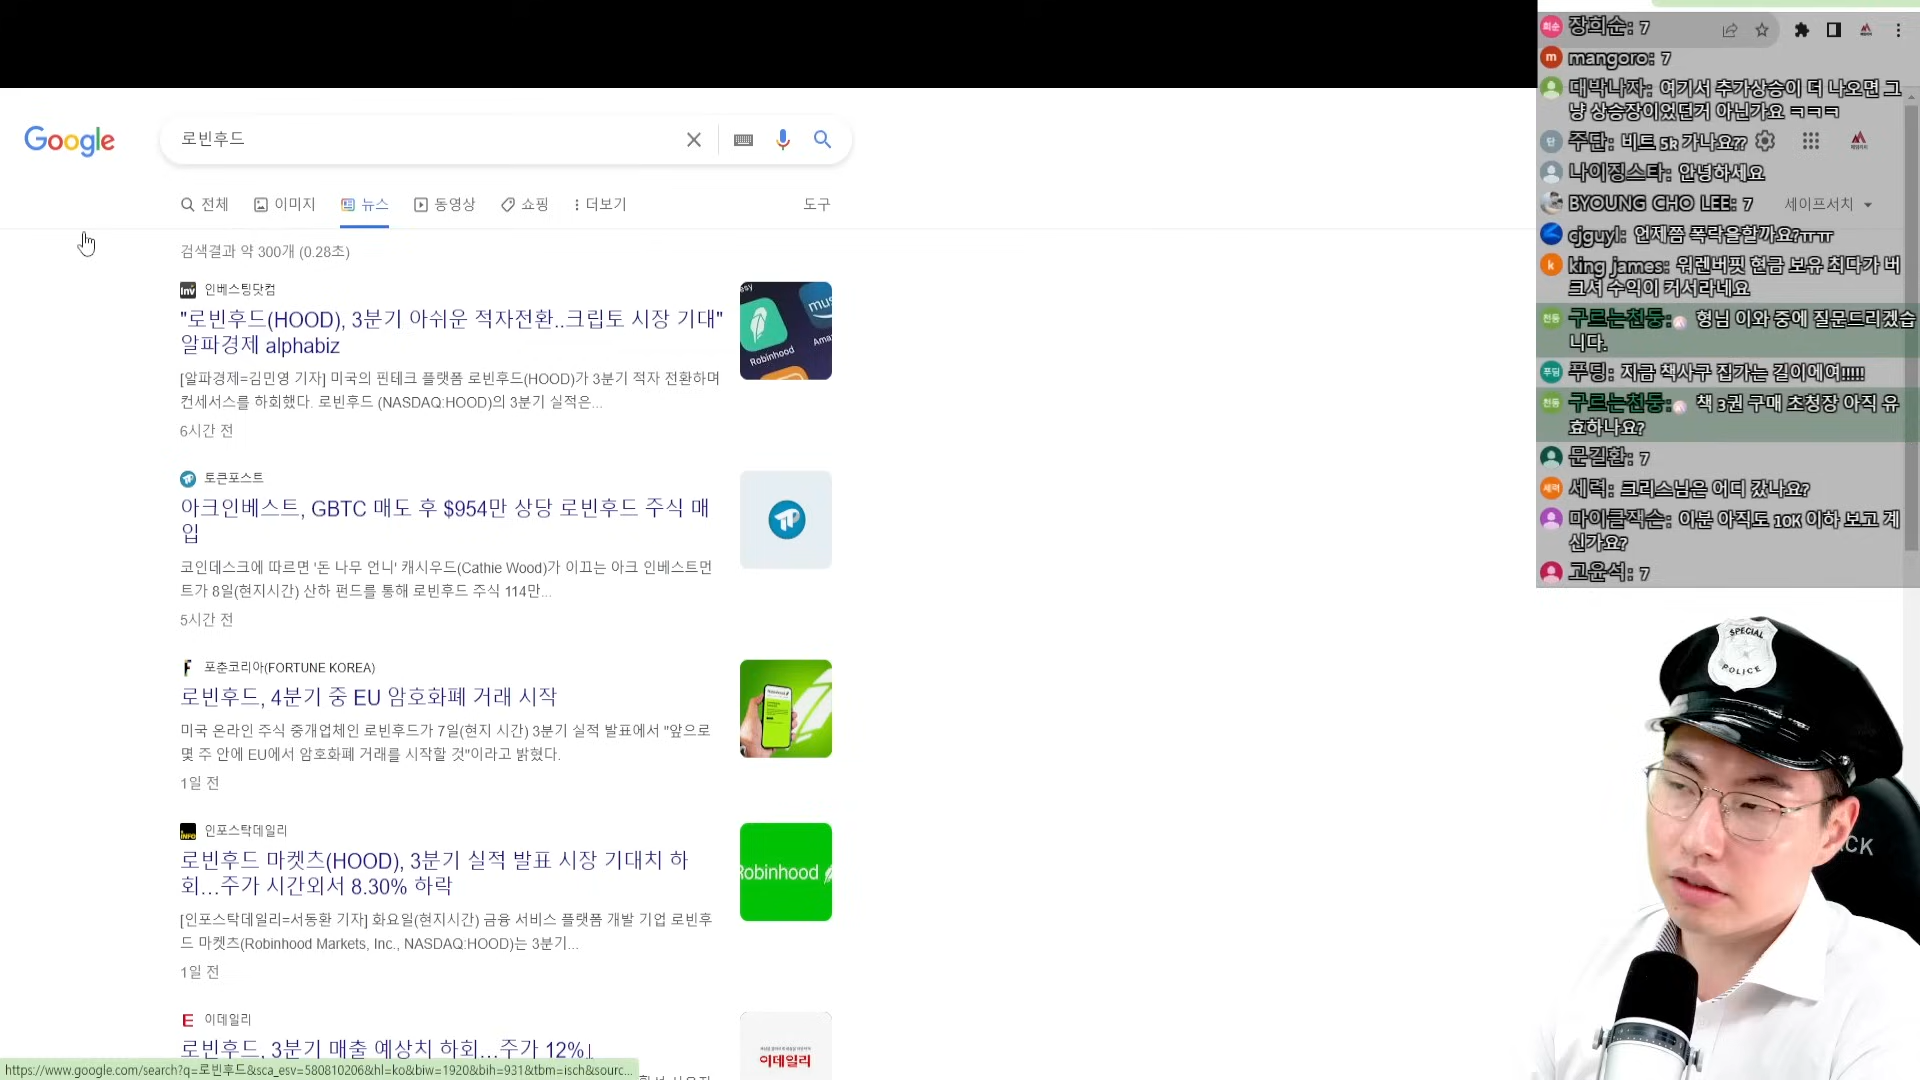 Google
로빈후드
전체
이미지
뉴스
동영상
쇼핑
더보기
도구
세이프서치
검색결과 약 300개 (0.28초)
인베스팅닷컴
"로빈후드(HOOD), 3분기 아쉬운 적자전환..크립토 시장 기대"
알파경제 alphabiz
[알파경제=김민영 기자] 미국의 핀테크 플랫폼 로빈후드(HOOD)가 3분기 적자 전환하며
컨세서스를 하회했다. 로빈후드 (NASDAQ:HOOD)의 3분기 실적은...
6시간 전
Robinhood
토큰포스트
아크인베스트, GBTC 매도 후 $954만 상당 로빈후드 주식 매
입
코인데스크에 따르면 '돈 나무 언니' 캐시우드(Cathie Wood)가 이끄는 아크 인베스트먼
트가 8일(현지시간) 산하 펀드를 통해 로빈후드 주식 114만...
5시간 전
포춘코리아(FORTUNE KOREA)
로빈후드, 4분기 중 EU 암호화폐 거래 시작
미국 온라인 주식 중개업체인 로빈후드가 7일(현지 시간) 3분기 실적 발표에서 "앞으로
몇 주 안에 EU에서 암호화폐 거래를 시작할 것"이라고 밝혔다.
1일 전
인포스탁데일리
로빈후드 마켓츠(HOOD), 3분기 실적 발표 시장 기대치 하
회...주가 시간외서 8.30% 하락
[인포스탁데일리=서동환 기자] 화요일(현지시간) 금융 서비스 플랫폼 개발 기업 로빈후
드 마켓츠(Robinhood Markets, Inc., NASDAQ:HOOD)는 3분기...
1일 전
Robinhood
이데일리
로빈후드, 3분기 매출 예상치 하회...주가 12%↓
이데일리
https://www.google.com/search?q=로빈후드&sca_esv=580810206&hl=ko&biw=1920&bih=931&tbm=isch&sourc...
장희순: 7
mangoro: 7
대박나자: 여기서 추가상승이 더 나오면 그
냥 상승장이었던거 아닌가요 ㅋㅋㅋ
주단: 비트 5k 가나요??
나이징스타: 안녕하세요
BYOUNG CHO LEE: 7
cjguyl: 언제쯤 폭락을할까요?ㅠㅠ
king james: 워렌버핏 현금 보유 최다가 버
크셔 수익이 커서라네요
구르는천둥: 형님 이와 중에 질문드리겠습
니다.
푸딩: 지금 책사구 집가는 길이에여!!!!!
구르는천둥: 책 3권 구매 초청장 아직 유
효하나요?
문길환: 7
세력: 크리스님은 어디 갔나요?
마이클잭슨: 이분 아직도 10K 이하 보고 계
신가요?
고윤석: 7
SPECIAL
POLICE